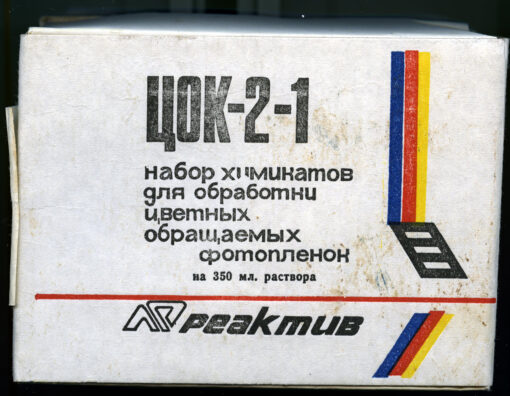 ЦОК-2-1
набор химикатов
для обработки
цветных
обращаемых
фотопленок
на 350 мл. раствора
реактив